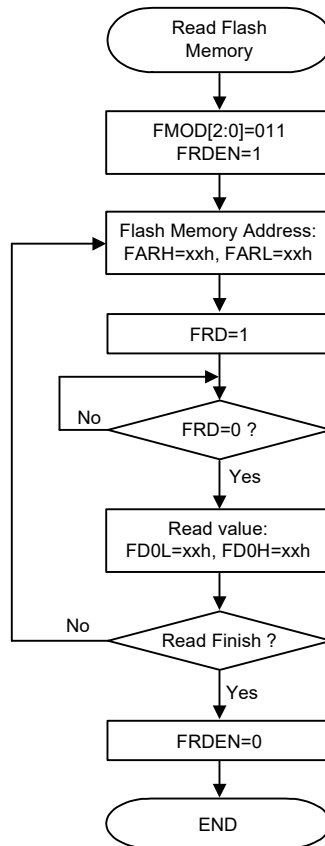 Read Flash
Memory
FMOD[2:0]=011
FRDEN=1
Flash Memory Address:
FARH=xxh, FARL=xxh
FRD=1
No
FRD=0 ?
Yes
Read value:
FD0L=xxh, FD0H=xxh
No
Read Finish ?
Yes
FRDEN=0
END